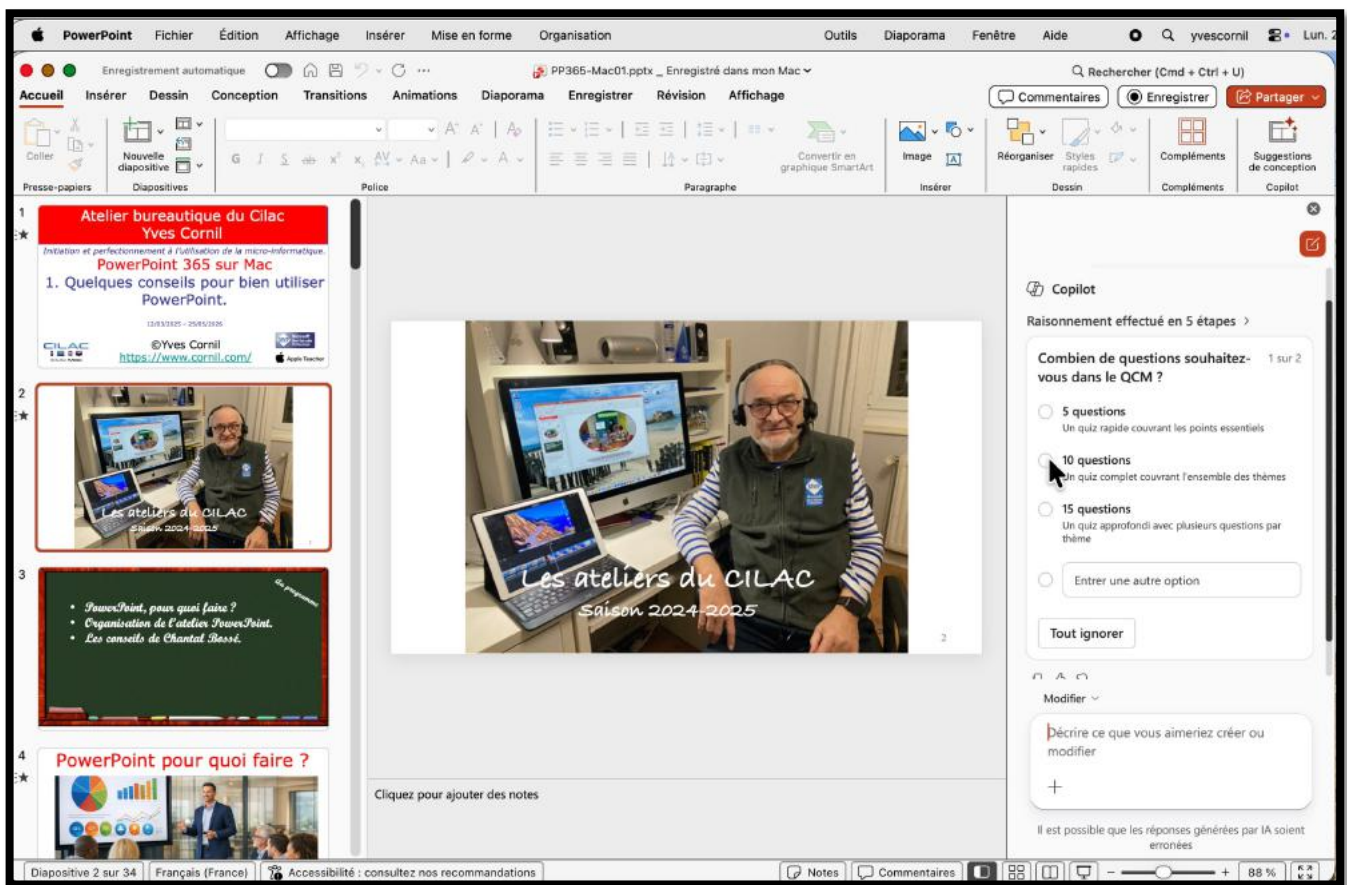 PowerPoint Fichier Édition Affichage Insérer Mise en forme Organisation Outils Diaporama Fenêtre Aide yvescornil Lun. 2
Enregistrement automatique PP365-Mac01.pptx _ Enregistré dans mon Mac Rechercher (Cmd + Ctrl + U)
Accueil Insérer Dessin Conception Transitions Animations Diaporama Enregistrer Révision Affichage Commentaires Enregistrer Partager
Coller Nouvelle diapositive Convertir en graphique SmartArt Image Réorganiser Styles rapides Compléments Suggestions de conception
Presse-papiers Diapositives Police Paragraphe Insérer Dessin Compléments Copilot
1
Atelier bureautique du Cilac
Yves Cornil
Initiation et perfectionnement à l'utilisation de la micro-informatique.
PowerPoint 365 sur Mac
1. Quelques conseils pour bien utiliser
PowerPoint.
CILAC
©Yves Cornil
https://www.cornil.com/
Apple Teacher
2
Les ateliers du CILAC
Saison 2024-2025
3
Au programme
• PowerPoint, pour quoi faire ?
• Organisation de l'atelier PowerPoint.
• Les conseils de Chantal Bossé.
4
PowerPoint pour quoi faire ?
Les ateliers du CILAC
Saison 2024-2025
2
Cliquez pour ajouter des notes
Copilot
Raisonnement effectué en 5 étapes >
Combien de questions souhaitez-
vous dans le QCM ?
1 sur 2
5 questions
Un quiz rapide couvrant les points essentiels
10 questions
Un quiz complet couvrant l'ensemble des thèmes
15 questions
Un quiz approfondi avec plusieurs questions par
thème
Entrer une autre option
Tout ignorer
Modifier
Décrire ce que vous aimeriez créer ou
modifier
Il est possible que les réponses générées par IA soient
erronées
Diapositive 2 sur 34 Français (France) Accessibilité : consultez nos recommandations Notes Commentaires 88 %